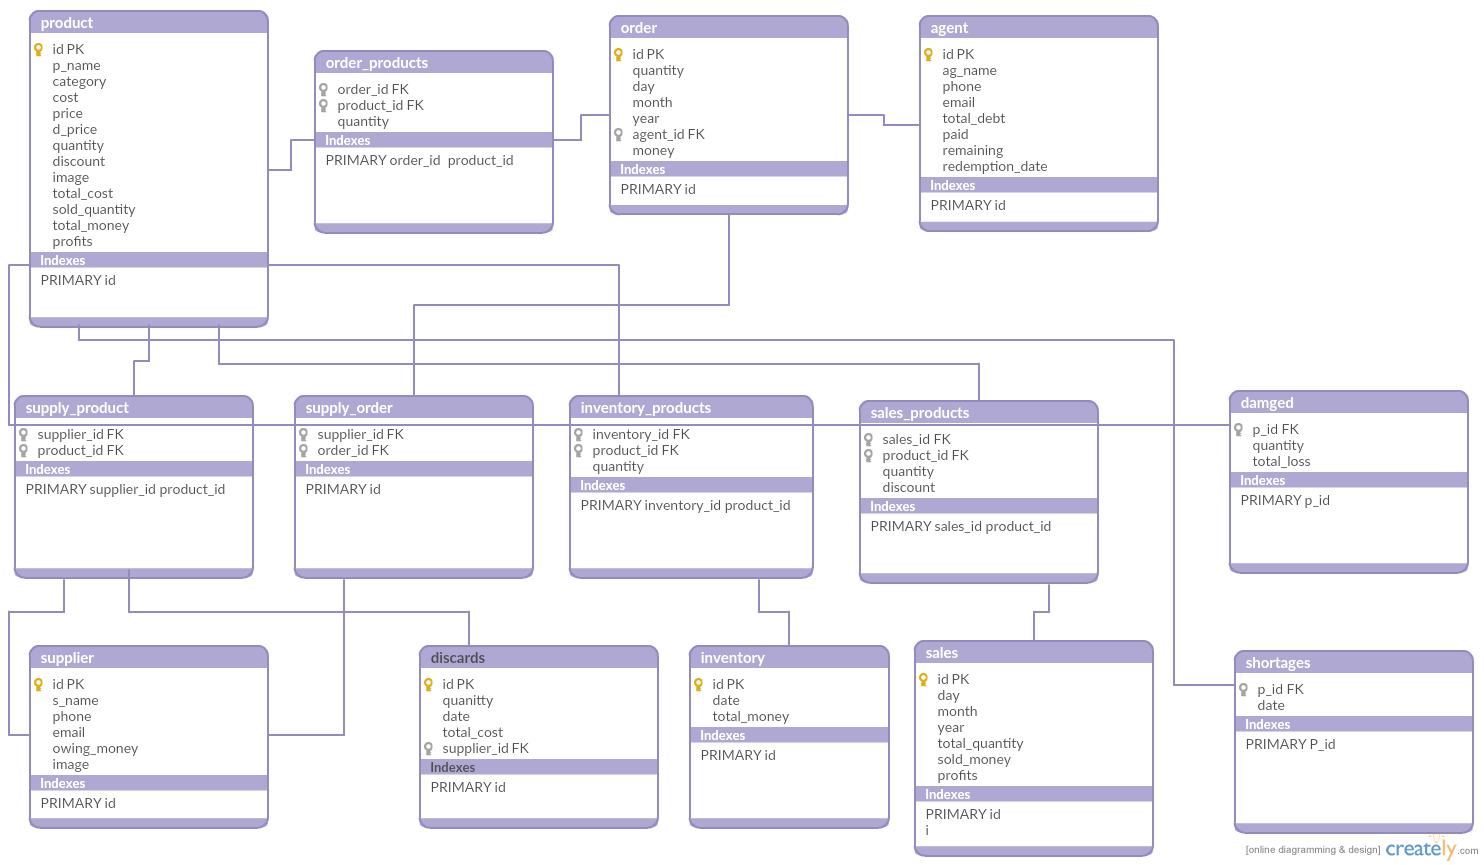 product
id PK
p_name
category
cost
price
d_price
quantity
discount
image
total_cost
sold_quantity
total_money
profits
Indexes
PRIMARY id
order_products
order_id FK
product_id FK
quantity
Indexes
PRIMARY order_id product_id
order
id PK
quantity
day
month
year
agent_id FK
money
Indexes
PRIMARY id
agent
id PK
ag_name
phone
email
total_debt
paid
remaining
redemption_date
Indexes
PRIMARY id
supply_product
supplier_id FK
product_id FK
Indexes
PRIMARY supplier_id product_id
supply_order
supplier_id FK
order_id FK
Indexes
PRIMARY id
inventory_products
inventory_id FK
product_id FK
quantity
Indexes
PRIMARY inventory_id product_id
sales_products
sales_id FK
product_id FK
quantity
discount
Indexes
PRIMARY sales_id product_id
damged
p_id FK
quantity
total_loss
Indexes
PRIMARY p_id
supplier
id PK
s_name
phone
email
owing_money
image
Indexes
PRIMARY id
discards
id PK
quanitty
date
total_cost
supplier_id FK
Indexes
PRIMARY id
inventory
id PK
date
total_money
Indexes
PRIMARY id
sales
id PK
day
month
year
total_quantity
sold_money
profits
Indexes
PRIMARY id
i
shortages
p_id FK
date
Indexes
PRIMARY P_id
[online diagramming & design] creately.com